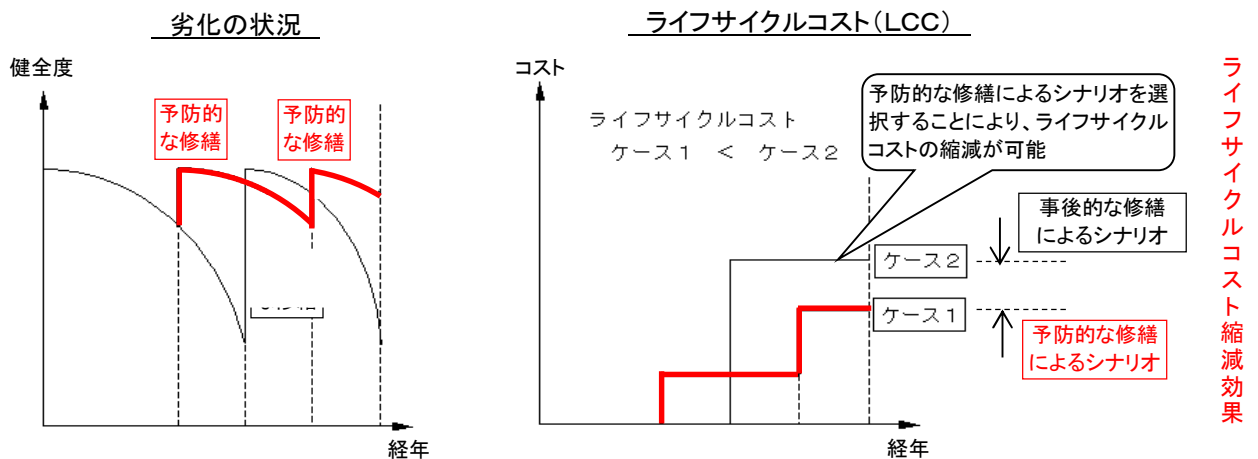 劣化の状況
健全度
予防的
な修繕
予防的
な修繕
経年
ライフサイクルコスト(LCC)
コスト
ライフサイクルコスト
ケース1 < ケース2
予防的な修繕によるシナリオを選
択することにより、ライフサイクル
コストの縮減が可能
事後的な修繕
によるシナリオ
ケース2
ケース1
予防的な修繕
によるシナリオ
経年
ライフサイクルコスト縮減効果